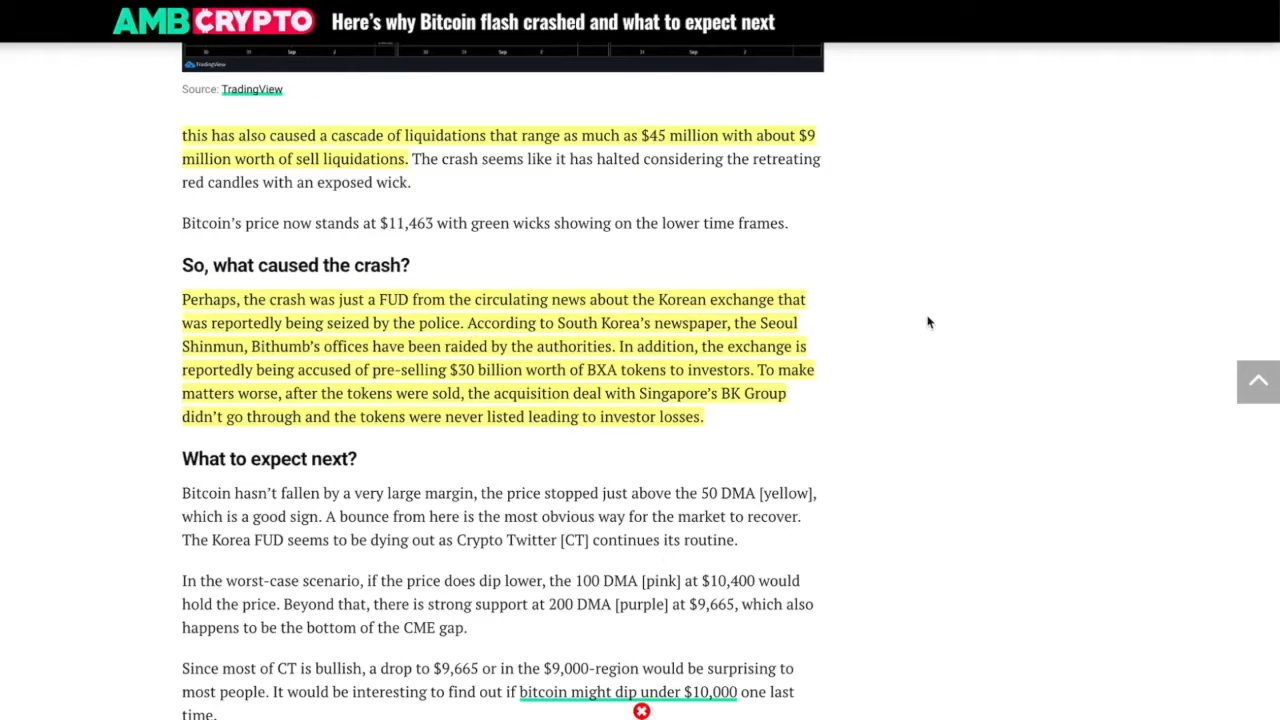 AMBCRYPTO Here’s why Bitcoin flash crashed and what to expect next
TradingView
Source: TradingView
this has also caused a cascade of liquidations that range as much as $45 million with about $9
million worth of sell liquidations. The crash seems like it has halted considering the retreating
red candles with an exposed wick.
Bitcoin’s price now stands at $11,463 with green wicks showing on the lower time frames.
So, what caused the crash?
Perhaps, the crash was just a FUD from the circulating news about the Korean exchange that
was reportedly being seized by the police. According to South Korea’s newspaper, the Seoul
Shinmun, Bithumb’s offices have been raided by the authorities. In addition, the exchange is
reportedly being accused of pre-selling $30 billion worth of BXA tokens to investors. To make
matters worse, after the tokens were sold, the acquisition deal with Singapore’s BK Group
didn’t go through and the tokens were never listed leading to investor losses.
What to expect next?
Bitcoin hasn’t fallen by a very large margin, the price stopped just above the 50 DMA [yellow],
which is a good sign. A bounce from here is the most obvious way for the market to recover.
The Korea FUD seems to be dying out as Crypto Twitter [CT] continues its routine.
In the worst-case scenario, if the price does dip lower, the 100 DMA [pink] at $10,400 would
hold the price. Beyond that, there is strong support at 200 DMA [purple] at $9,665, which also
happens to be the bottom of the CME gap.
Since most of CT is bullish, a drop to $9,665 or in the $9,000-region would be surprising to
most people. It would be interesting to find out if bitcoin might dip under $10,000 one last
time.